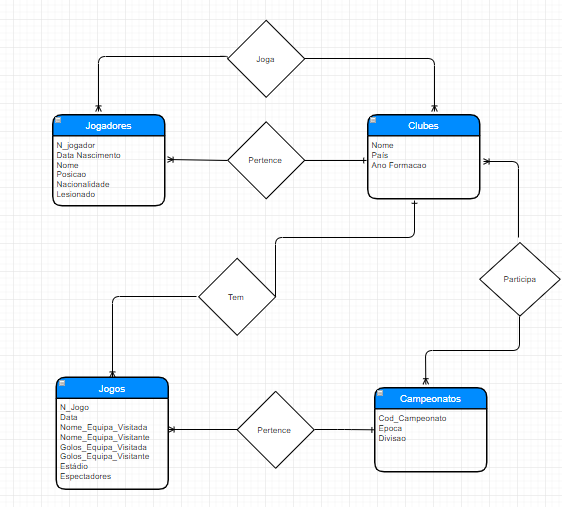 Joga
Jogadores
N_jogador
Data Nascimento
Nome
Posicao
Nacionalidade
Lesionado
Pertence
Clubes
Nome
País
Ano Formacao
Tem
Participa
Jogos
N_Jogo
Data
Nome_Equipa_Visitada
Nome_Equipa_Visitante
Golos_Equipa_Visitada
Golos_Equipa_Visitante
Estádio
Espectadores
Pertence
Campeonatos
Cod_Campeonato
Epoca
Divisao